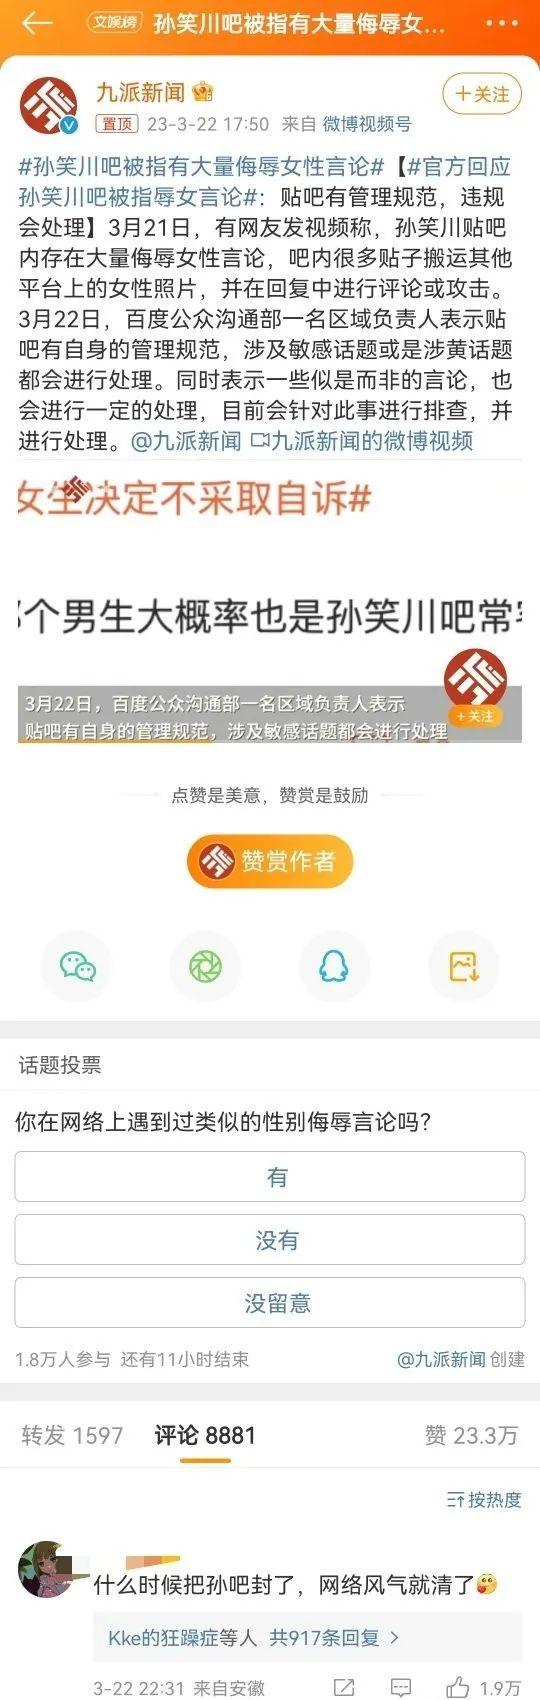 文娱榜 孙笑川吧被指有大量侮辱女...
九派新闻
+关注
置顶 23-3-22 17:50 来自 微博视频号
#孙笑川吧被指有大量侮辱女性言论#【#官方回应
孙笑川吧被指辱女言论#：贴吧有管理规范，违规
会处理】3月21日，有网友发视频称，孙笑川贴吧
内存在大量侮辱女性言论，吧内很多贴子搬运其他
平台上的女性照片，并在回复中进行评论或攻击。
3月22日，百度公众沟通部一名区域负责人表示贴
吧有自身的管理规范，涉及敏感话题或是涉黄话题
都会进行处理。同时表示一些似是而非的言论，也
会进行一定的处理，目前会针对此事进行排查，并
进行处理。@九派新闻 九派新闻的微博视频
女生决定不采取自诉#
个男生大概率也是孙笑川吧常
3月22日，百度公众沟通部一名区域负责人表示
贴吧有自身的管理规范，涉及敏感话题都会进行处理
+关注
点赞是美意，赞赏是鼓励
赞赏作者
话题投票
你在网络上遇到过类似的性别侮辱言论吗？
有
没有
没留意
1.8万人参与 还有11小时结束 @九派新闻 创建
转发 1597 评论 8881 赞 23.3万
按热度
什么时候把孙吧封了，网络风气就清了
Kke的狂躁症等人 共917条回复 >
3-22 22:31 来自安徽 1.9万